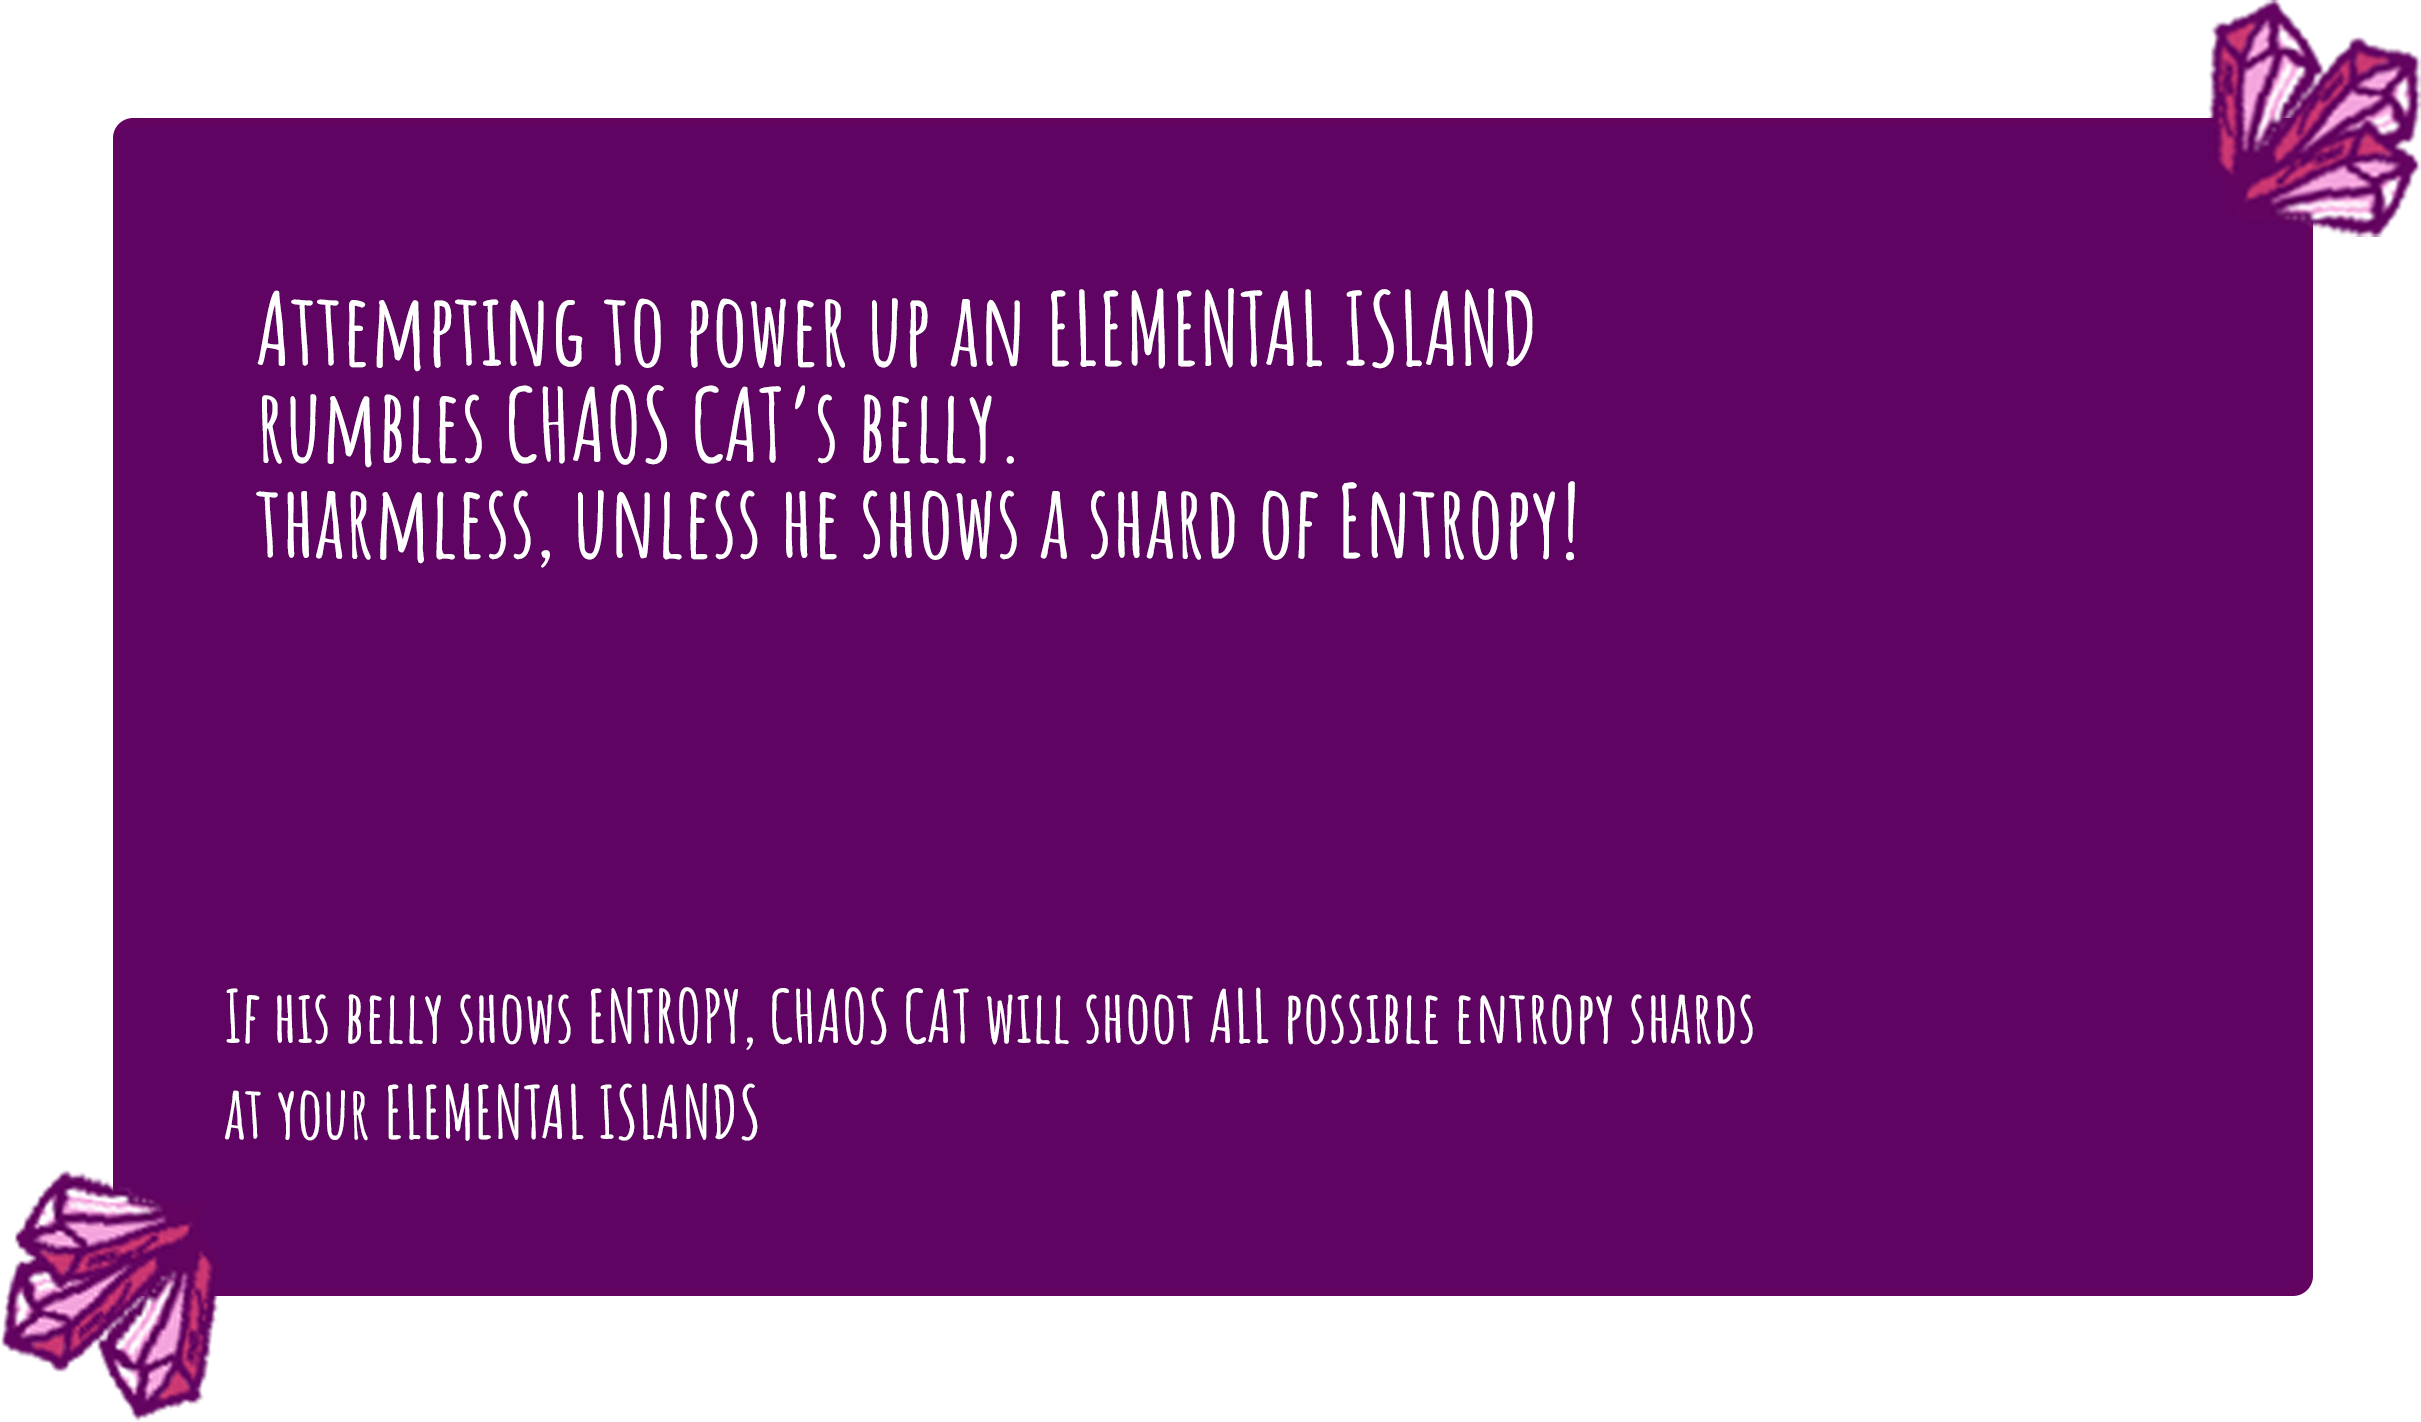 Attempting to power up an ELEMENTAL ISLAND
rumbles CHAOS CAT's belly.
tharmless, unless he shows a shard of Entropy!
If his belly shows ENTROPY, CHAOS CAT will shoot ALL possible entropy shards
at your ELEMENTAL ISLANDS